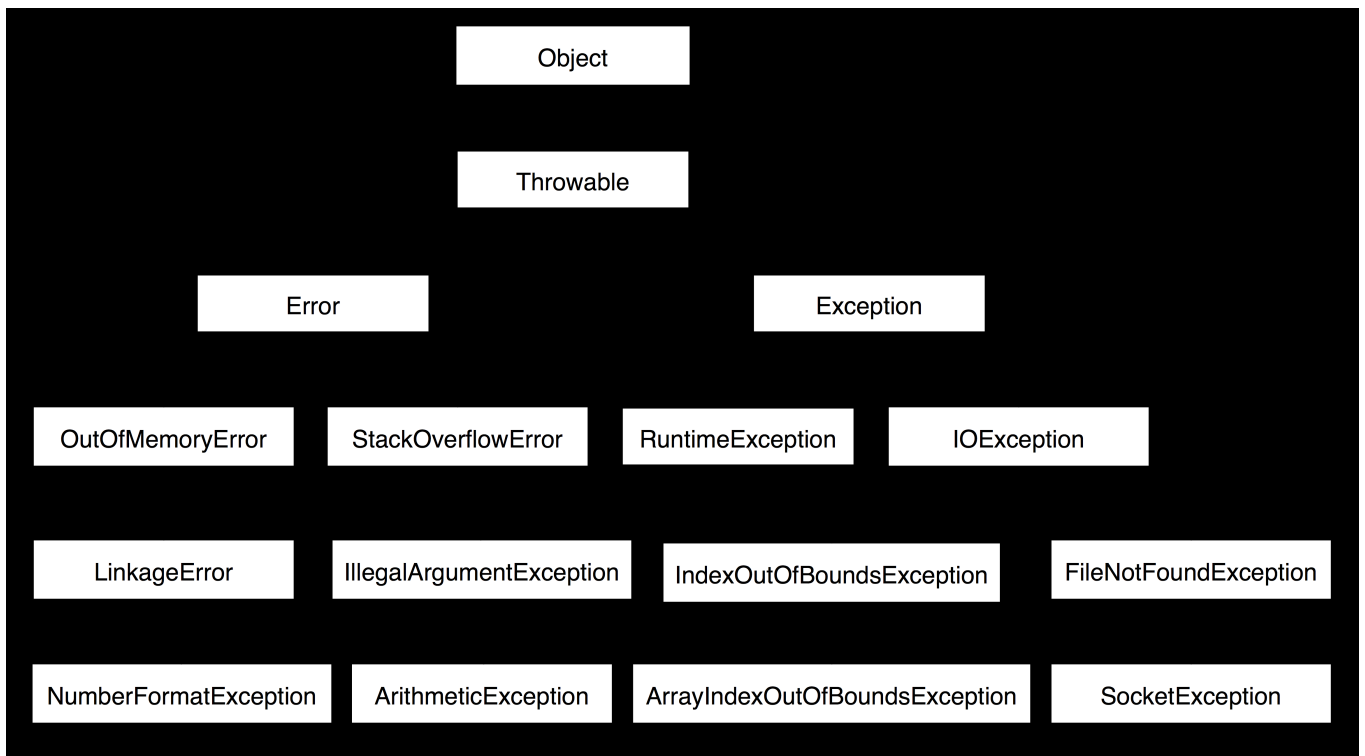 Object
Throwable
Error
Exception
OutOfMemoryError
StackOverflowError
RuntimeException
IOException
LinkageError
IllegalArgumentException
IndexOutOfBoundsException
FileNotFoundException
NumberFormatException
ArithmeticException
ArrayIndexOutOfBoundsException
SocketException